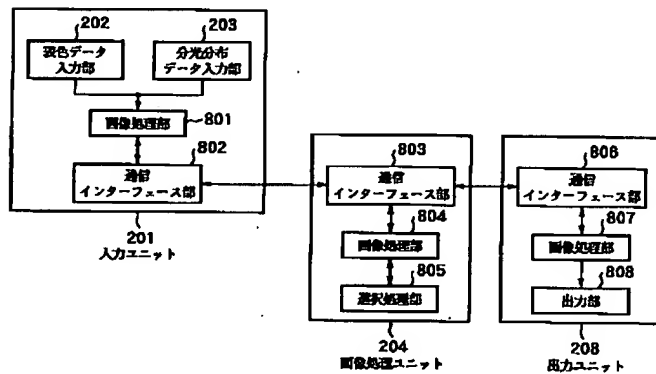 202
203
表色データ
入力部
分光分布
データ入力部
801
画像処理部
802
通信
インターフェース部
201
入力ユニット
803
通信
インターフェース部
804
画像処理部
805
選択処理部
204
画像処理ユニット
806
通信
インターフェース部
807
画像処理部
808
出力部
208
出力ユニット